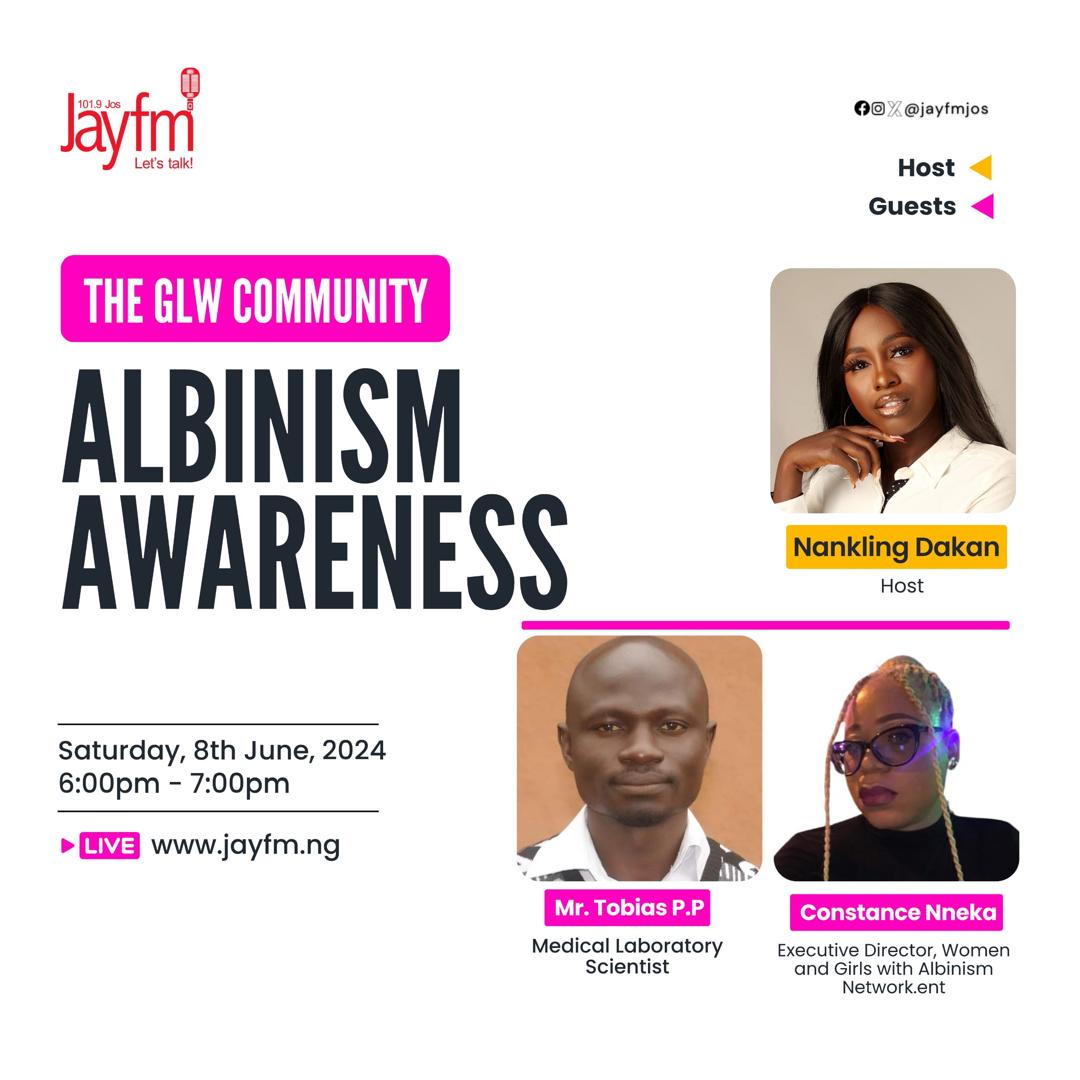 101.9 Jos
Jayfm
Let's talk!
@jayfmjos
Host
Guests
THE GLW COMMUNITY
ALBINISM
AWARENESS
Nankling Dakan
Host
Saturday, 8th June, 2024
6:00pm - 7:00pm
LIVE www.jayfm.ng
Mr. Tobias P.P
Medical Laboratory
Scientist
Constance Nneka
Executive Director, Women
and Girls with Albinism
Network.ent